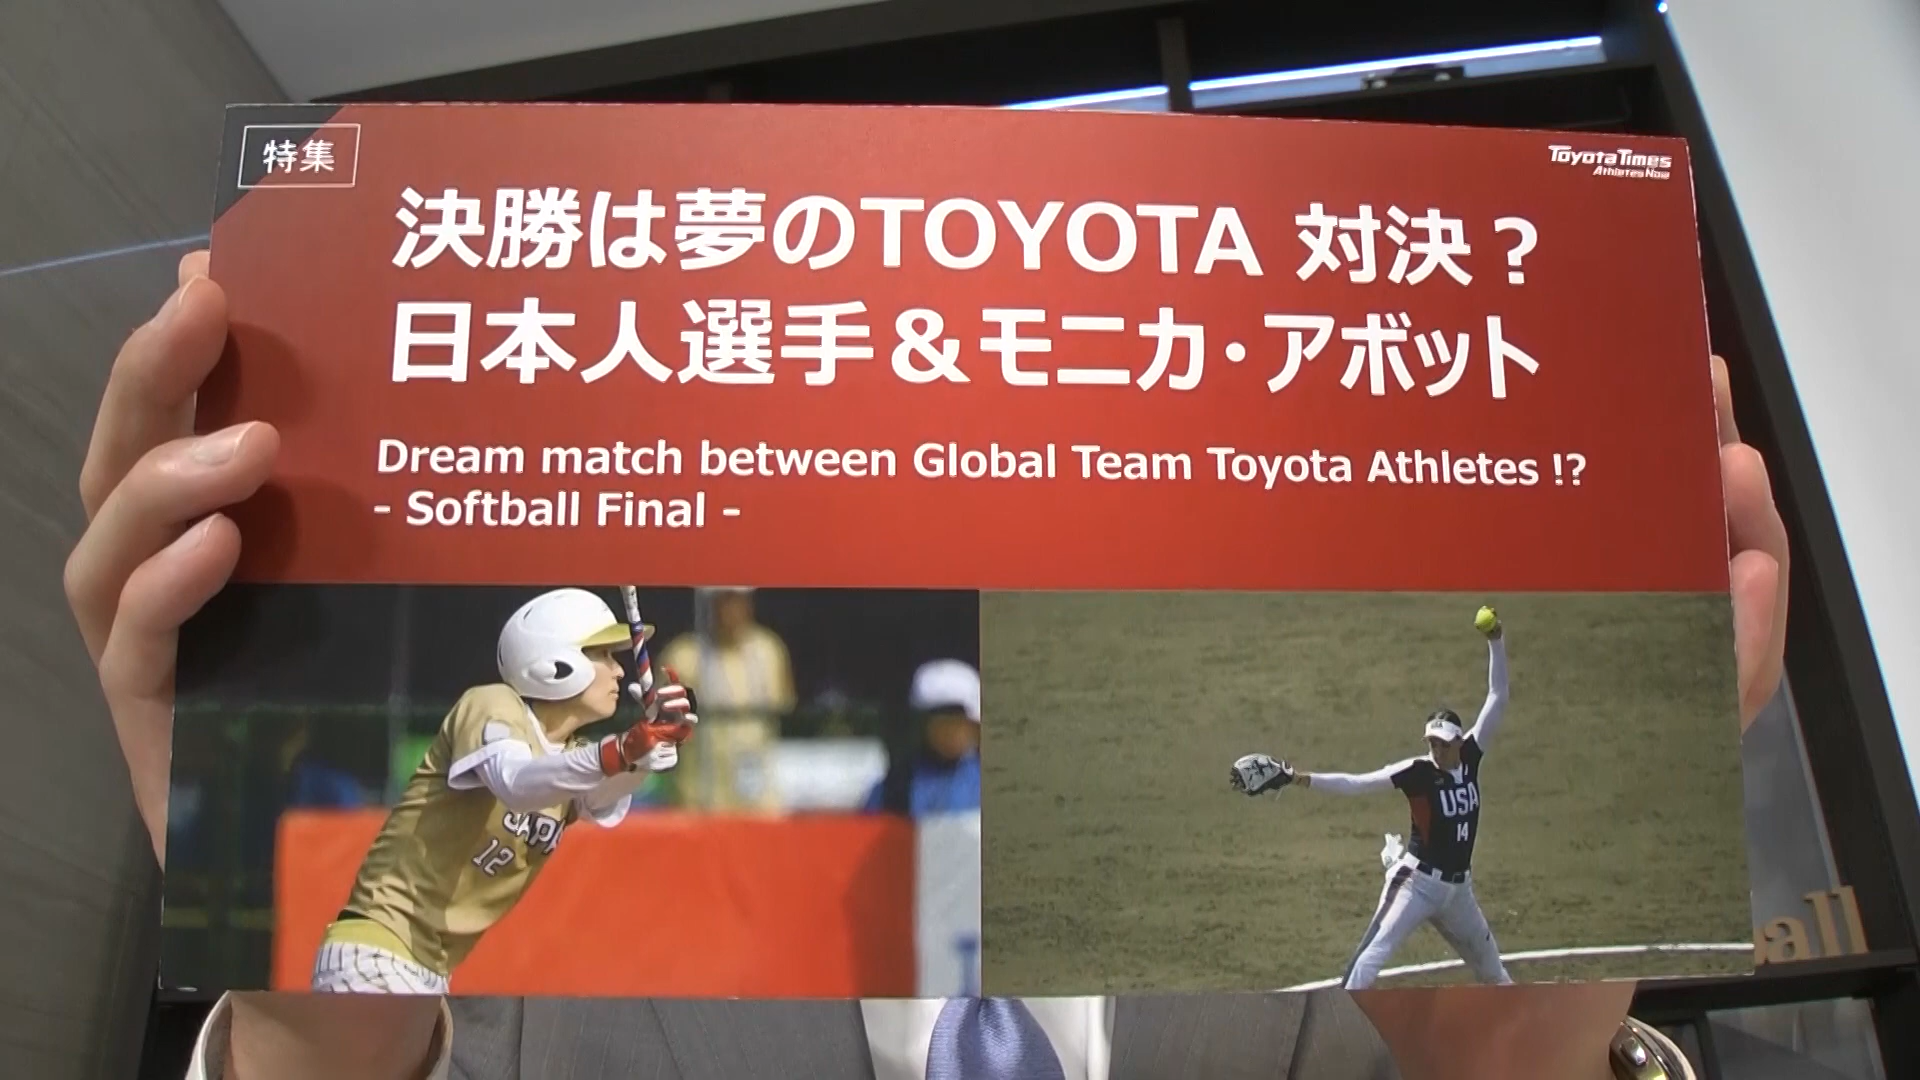 特集
Toyota Times
Athletes Now
決勝は夢のTOYOTA 対決？
日本人選手＆モニカ・アボット
Dream match between Global Team Toyota Athletes !?
- Softball Final -
12
USA
14
all